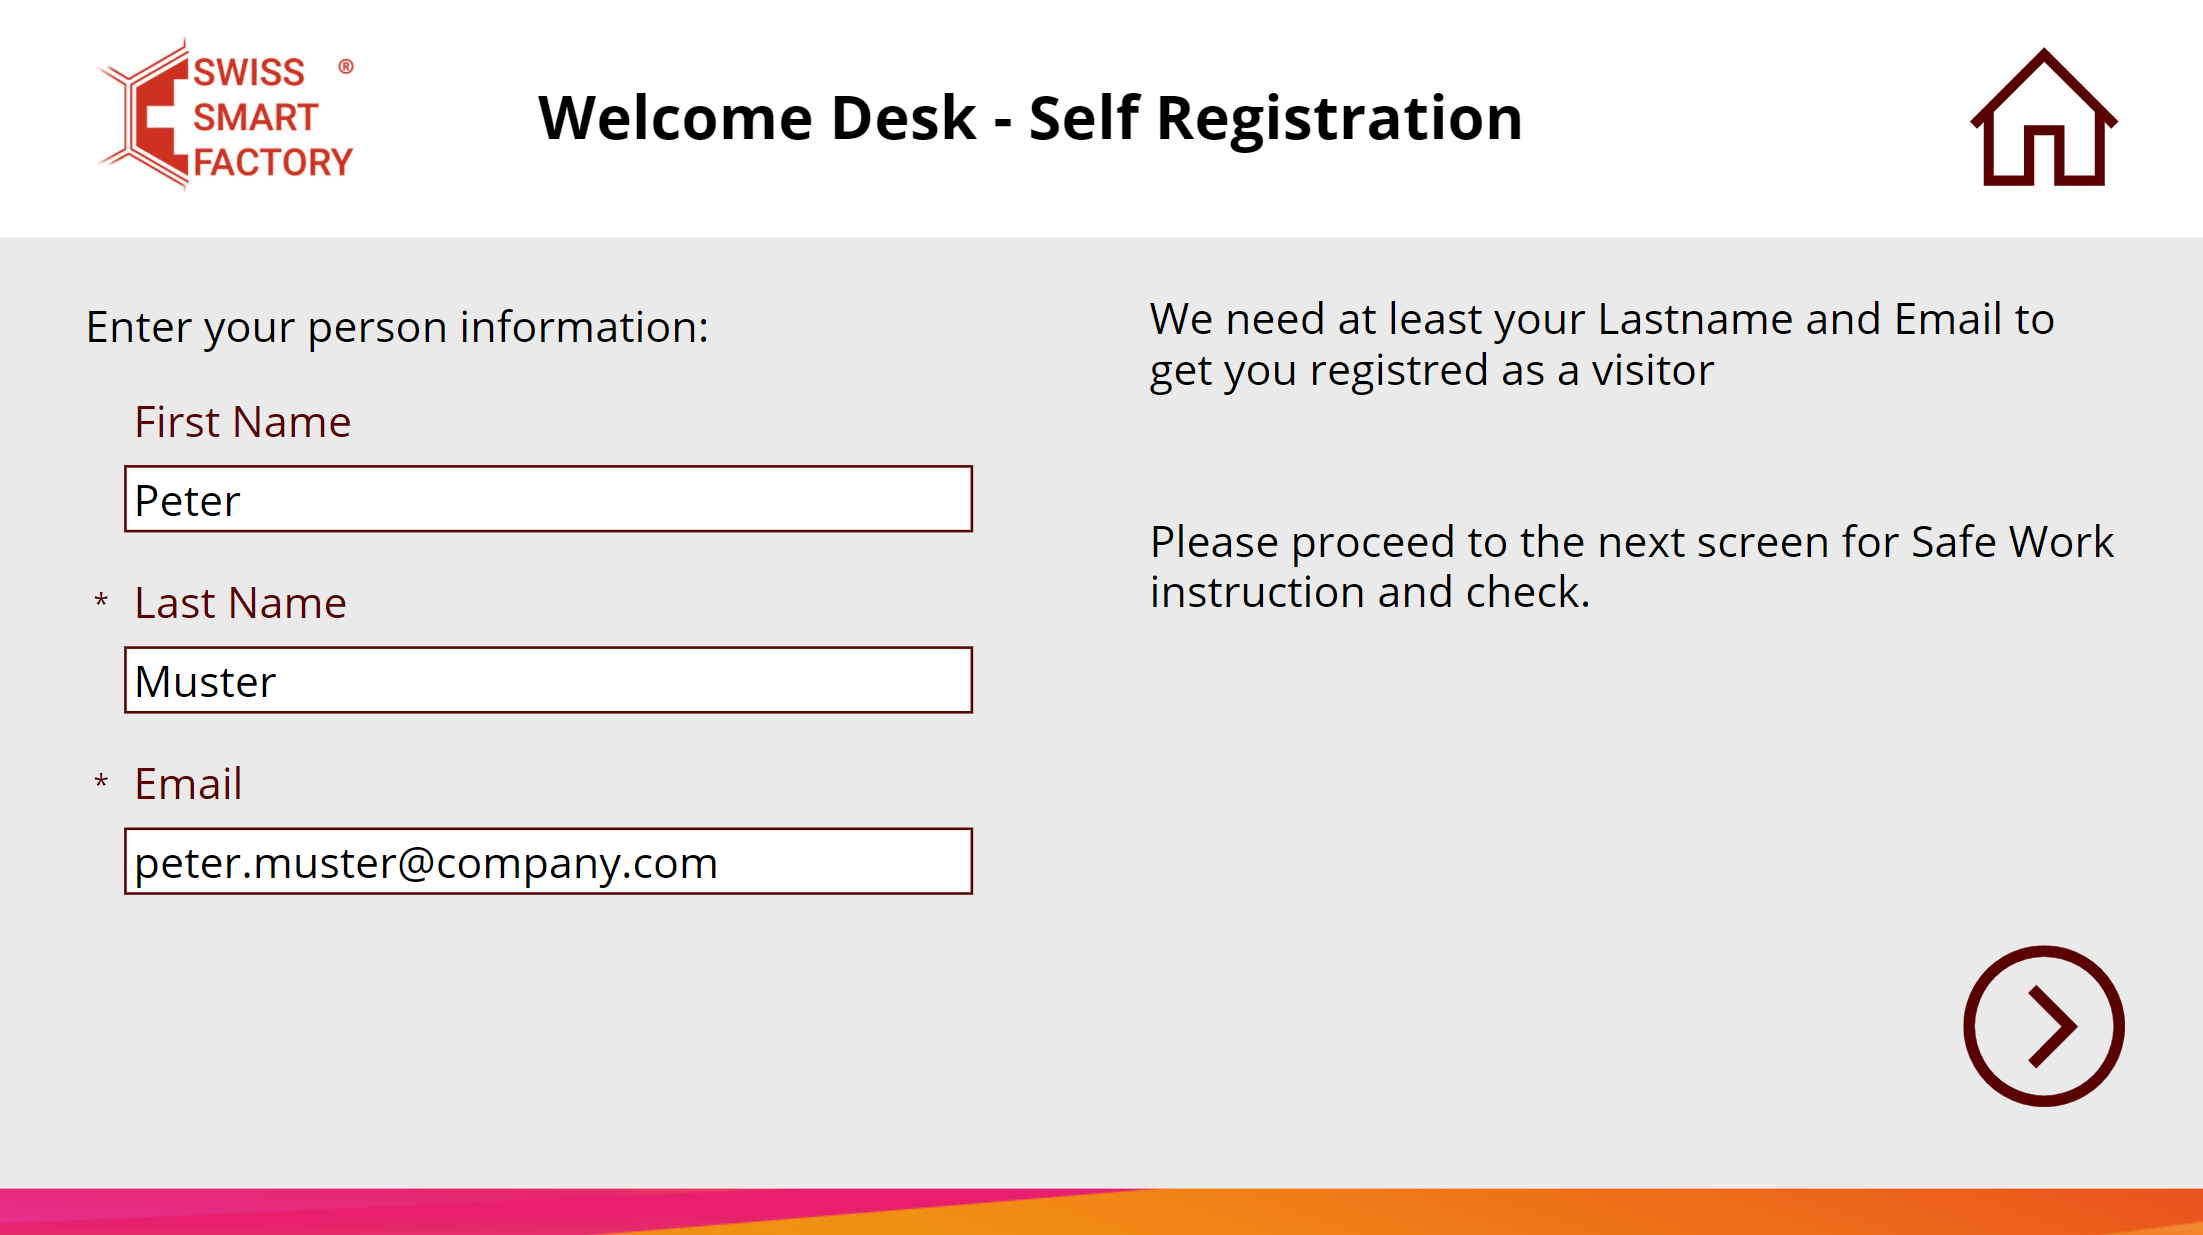 SWISS ®
SMART
FACTORY
Welcome Desk - Self Registration
Enter your person information:
First Name
Peter
* Last Name
Muster
* Email
peter.muster@company.com
We need at least your Lastname and Email to
get you registred as a visitor
Please proceed to the next screen for Safe Work
instruction and check.